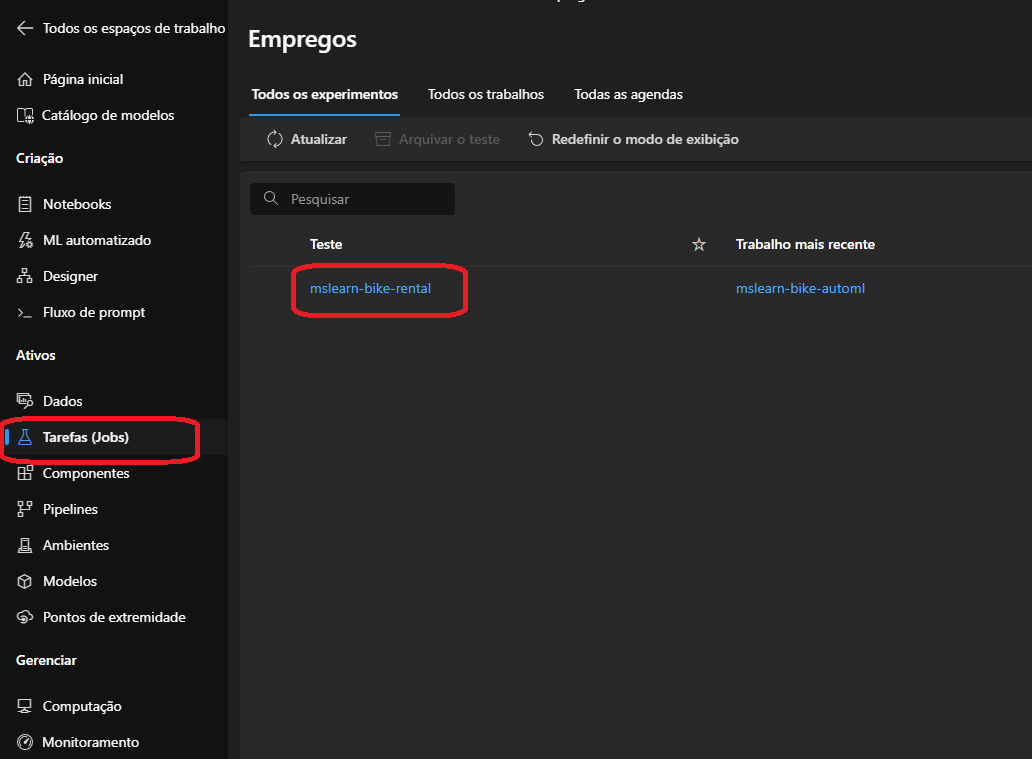 Todos os espaços de trabalho
Página inicial
Catálogo de modelos
Criação
Notebooks
ML automatizado
Designer
Fluxo de prompt
Ativos
Dados
Tarefas (Jobs)
Componentes
Pipelines
Ambientes
Modelos
Pontos de extremidade
Gerenciar
Computação
Monitoramento
Empregos
Todos os experimentos Todos os trabalhos Todas as agendas
Atualizar Arquivar o teste Redefinir o modo de exibição
Pesquisar
Teste Trabalho mais recente
mslearn-bike-rental mslearn-bike-automl